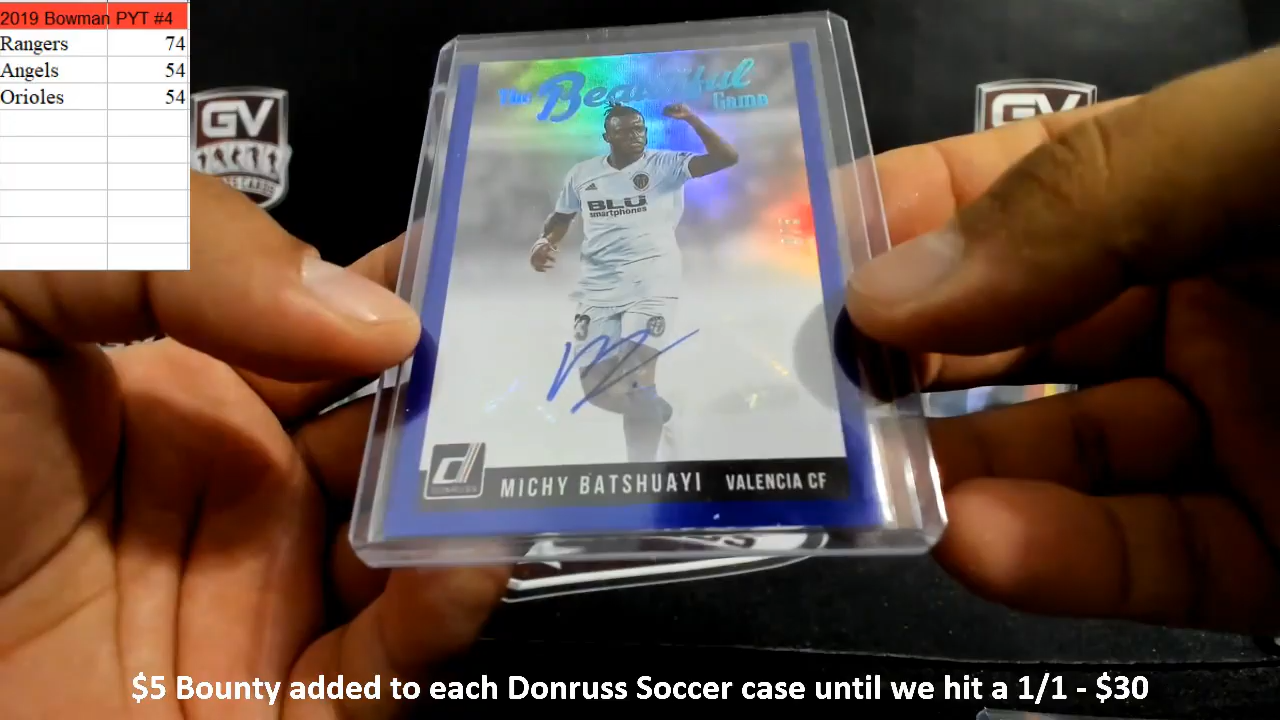 2019 Bowman PYT #4
Rangers 74
Angels 54
Orioles 54
GV
The Beautiful
Game
BLU
smartphones
DONRUSS
MICHY BATSHUAYI VALENCIA CF
$5 Bounty added to each Donruss Soccer case until we hit a 1/1 - $30